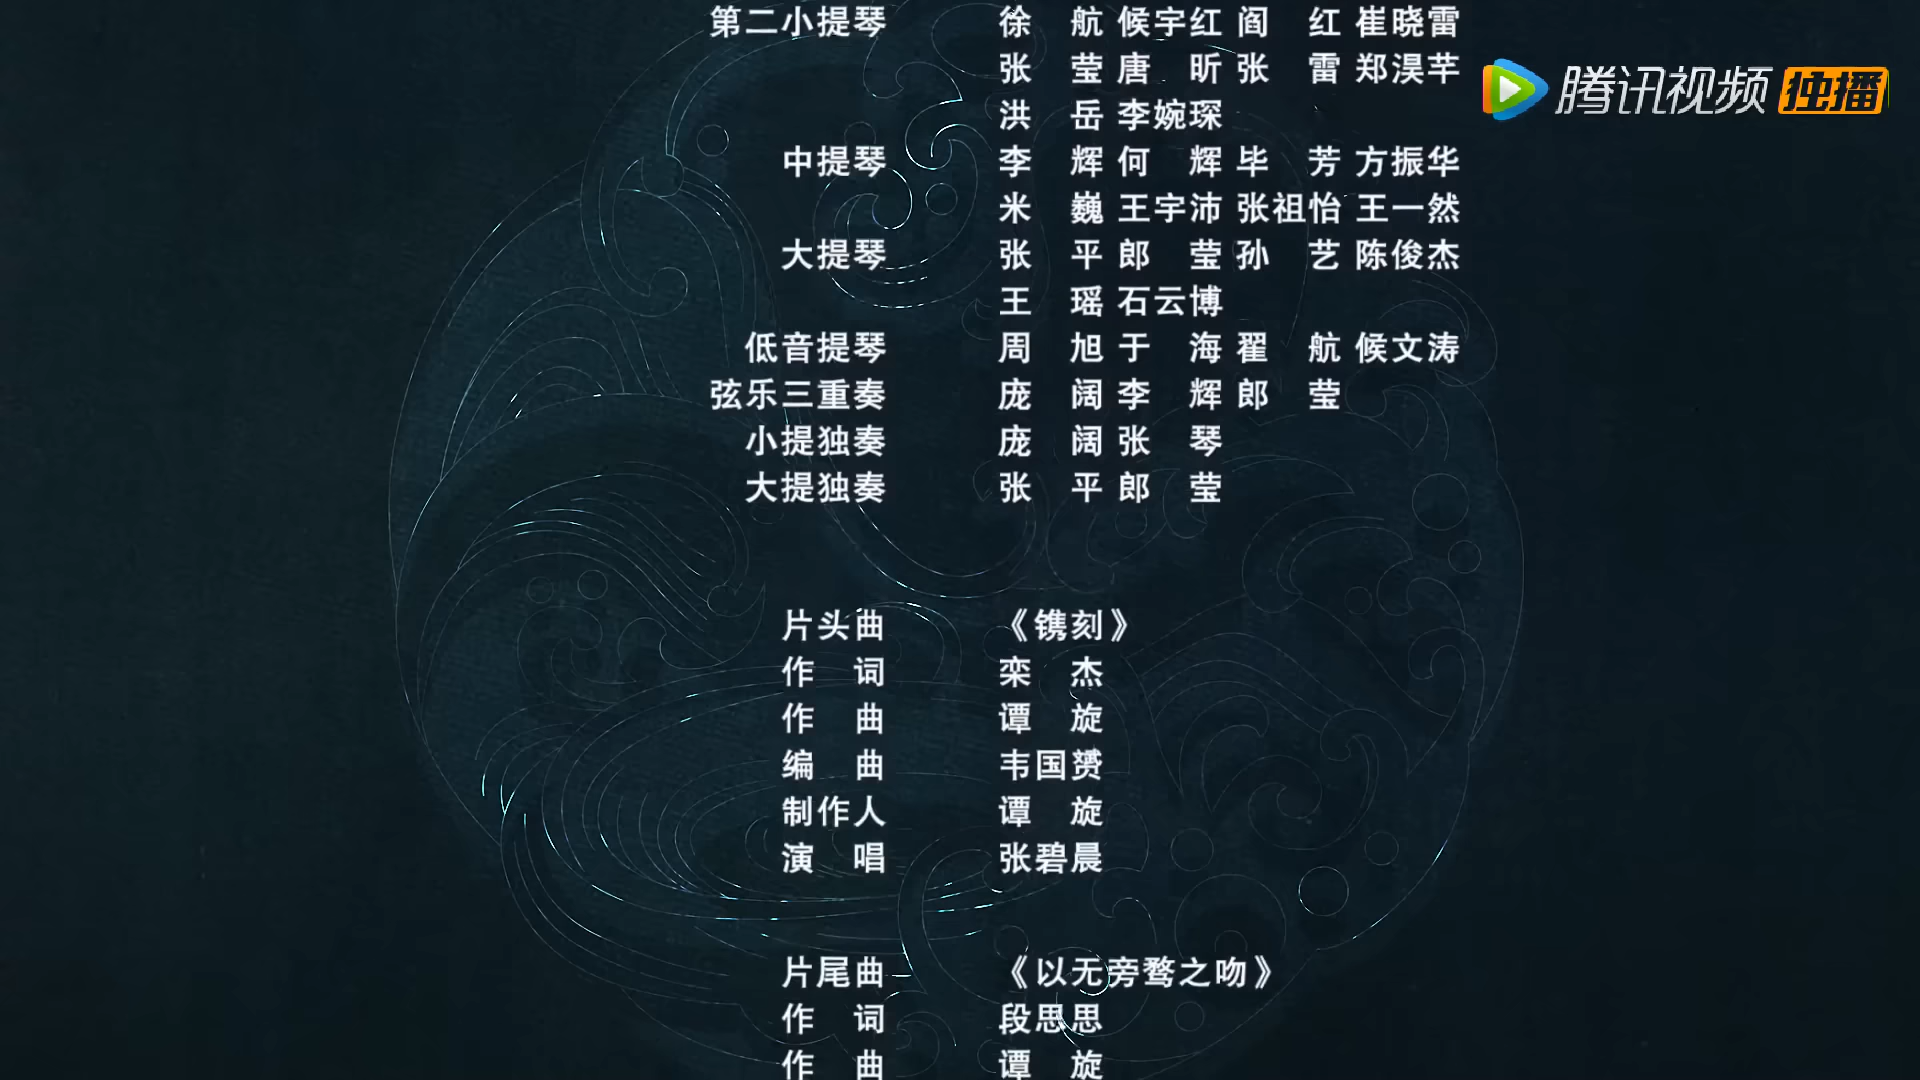 第二小提琴 徐 航 候宇红 阎 红 崔晓雷
张 莹 唐 昕 张 雷 郑淏芊
腾讯视频 独播
洪 岳 李婉琛
中提琴 李 辉 何 辉 毕 芳 方振华
米 巍 王宇沛 张祖怡 王一然
大提琴 张 平 郎 莹 孙 艺 陈俊杰
王 瑶 石云博
低音提琴 周 旭 于 海 翟 航 候文涛
弦乐三重奏 庞 阔 李 辉 郎 莹
小提独奏 庞 阔 张 琴
大提独奏 张 平 郎 莹
片头曲 《镌刻》
作 词 栾 杰
作 曲 谭 旋
编 曲 韦国赟
制作人 谭 旋
演 唱 张碧晨
片尾曲 《以无旁骛之吻》
作 词 段思思
作 曲 谭 旋